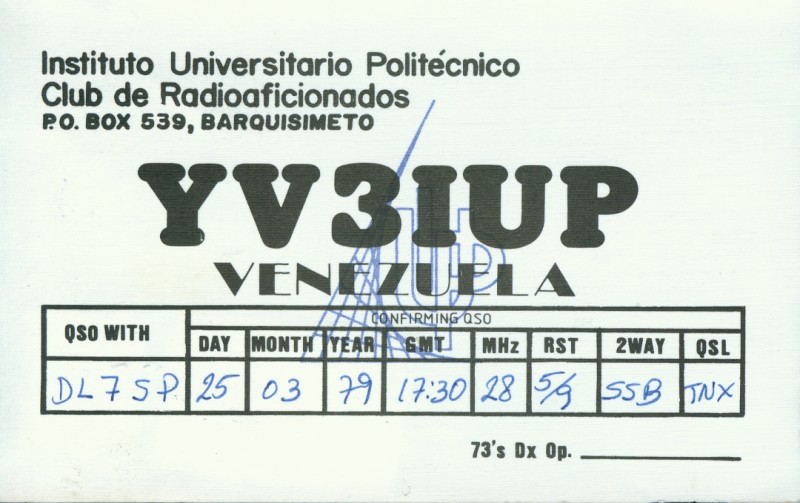 Instituto Universitario Politécnico
Club de Radioaficionados
P.O. BOX 539, BARQUISIMETO
YV3IUP
VENEZUELA
CONFIRMING QSO
QSO WITH DAY MONTH YEAR GMT MHz RST 2WAY QSL
DL7SP 25 03 79 17:30 28 5/9 SSB TNX
73's Dx Op.